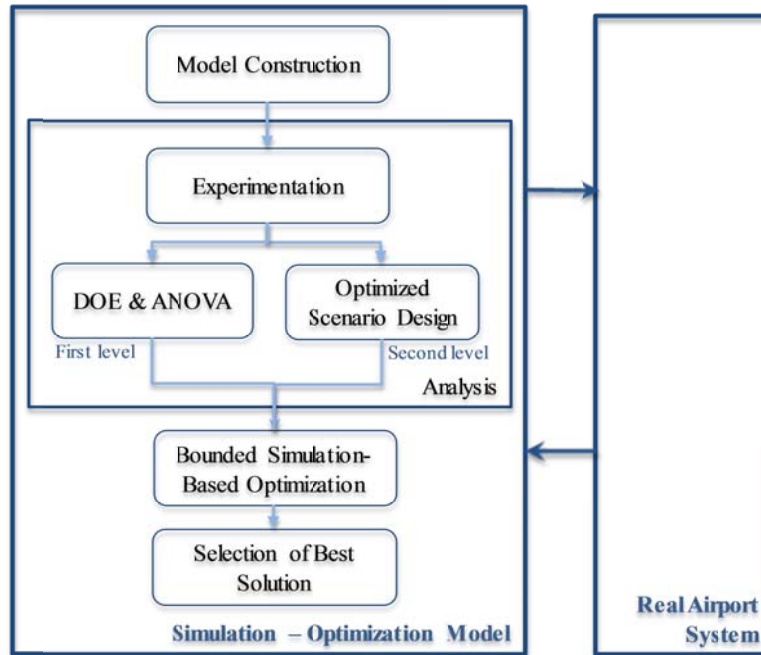 Model Construction
Experimentation
DOE & ANOVA
Optimized
Scenario Design
First level
Second level
Analysis
Bounded Simulation-
Based Optimization
Selection of Best
Solution
Simulation – Optimization Model
Real Airport
System